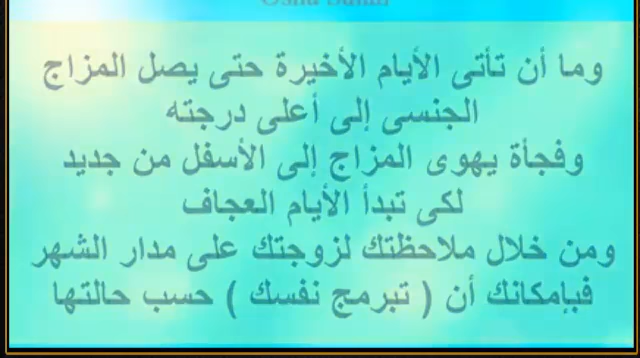 وما أن تأتى الأيام الأخيرة حتى يصل المزاج
الجنسى إلى أعلى درجته
وفجأة يهوى المزاج إلى الأسفل من جديد
لكى تبدأ الأيام العجاف
ومن خلال ملاحظتك لزوجتك على مدار الشهر
فبإمكانك أن ( تبرمج نفسك ) حسب حالتها